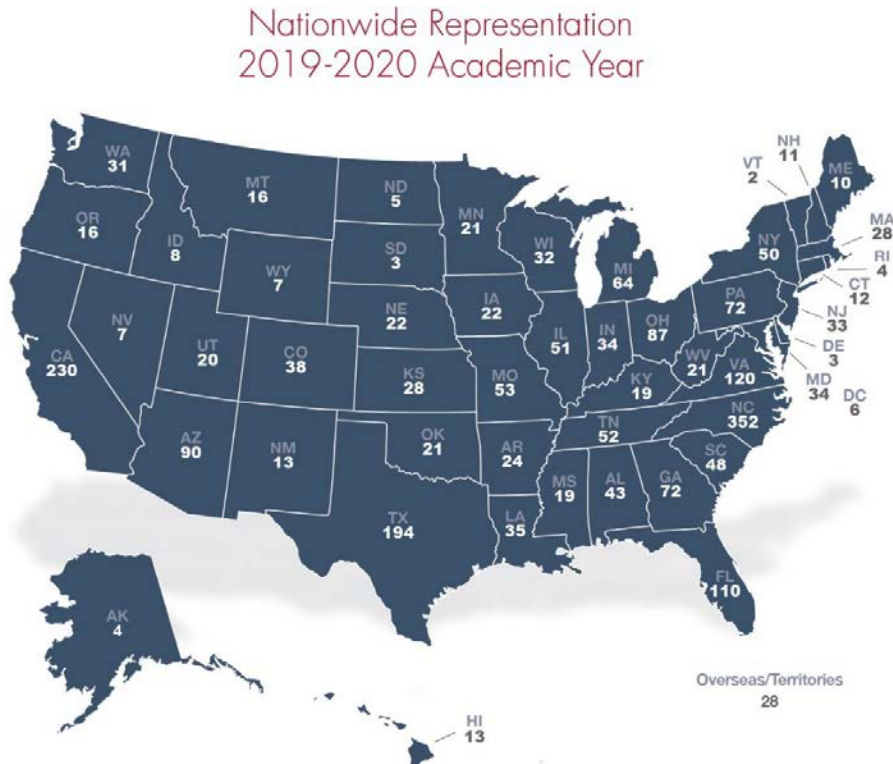 Nationwide Representation
2019-2020 Academic Year
WA
31
OR
16
CA
230
NV
7
ID
8
MT
16
WY
7
UT
20
AZ
90
CO
38
NM
13
ND
5
SD
3
NE
22
KS
28
OK
21
TX
194
MN
21
IA
22
MO
53
AR
24
LA
35
WI
32
IL
51
MI
64
IN
34
OH
87
KY
19
TN
52
MS
19
AL
43
GA
72
FL
110
SC
48
NC
352
VA
120
WV
21
PA
72
NY
50
VT
2
NH
11
ME
10
MA
28
RI
4
CT
12
NJ
33
DE
3
MD
34
DC
6
AK
4
HI
13
Overseas/Territories
28